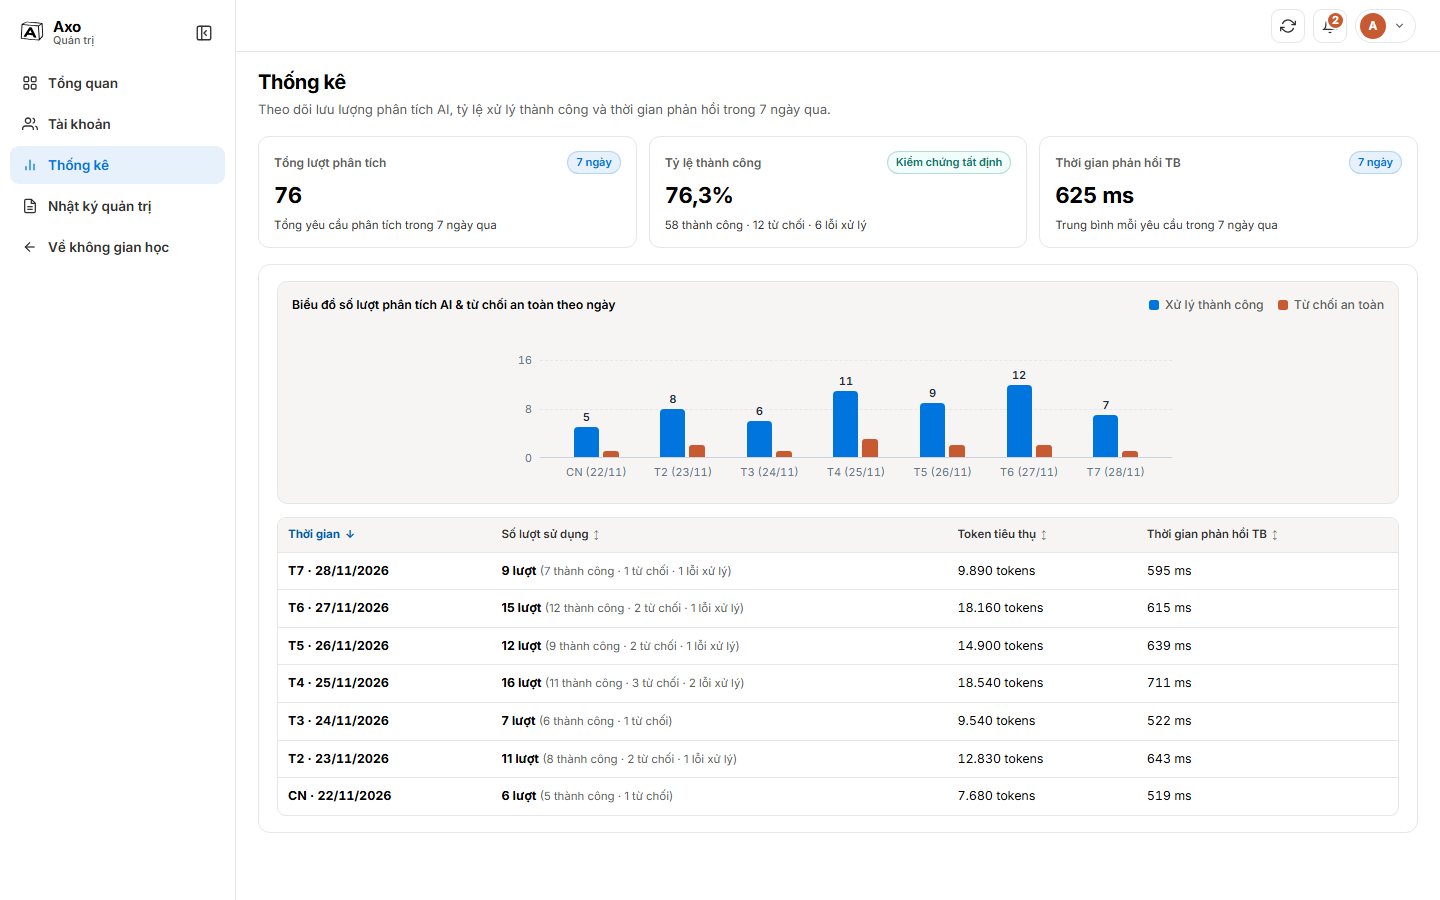 Axo
Quản trị
2
A
Tổng quan
Tài khoản
Thống kê
Nhật ký quản trị
Về không gian học
Thống kê
Theo dõi lưu lượng phân tích AI, tỷ lệ xử lý thành công và thời gian phản hồi trong 7 ngày qua.
Tổng lượt phân tích 7 ngày
76
Tổng yêu cầu phân tích trong 7 ngày qua
Tỷ lệ thành công Kiểm chứng tất định
76,3%
58 thành công · 12 từ chối · 6 lỗi xử lý
Thời gian phản hồi TB 7 ngày
625 ms
Trung bình mỗi yêu cầu trong 7 ngày qua
Biểu đồ số lượt phân tích AI & từ chối an toàn theo ngày
Xử lý thành công Từ chối an toàn
16
8
0
5 8 6 11 9 12 7
CN (22/11) T2 (23/11) T3 (24/11) T4 (25/11) T5 (26/11) T6 (27/11) T7 (28/11)
Thời gian ↓ Số lượt sử dụng ↕ Token tiêu thụ ↕ Thời gian phản hồi TB ↕
T7 · 28/11/2026 9 lượt (7 thành công · 1 từ chối · 1 lỗi xử lý) 9.890 tokens 595 ms
T6 · 27/11/2026 15 lượt (12 thành công · 2 từ chối · 1 lỗi xử lý) 18.160 tokens 615 ms
T5 · 26/11/2026 12 lượt (9 thành công · 2 từ chối · 1 lỗi xử lý) 14.900 tokens 639 ms
T4 · 25/11/2026 16 lượt (11 thành công · 3 từ chối · 2 lỗi xử lý) 18.540 tokens 711 ms
T3 · 24/11/2026 7 lượt (6 thành công · 1 từ chối) 9.540 tokens 522 ms
T2 · 23/11/2026 11 lượt (8 thành công · 2 từ chối · 1 lỗi xử lý) 12.830 tokens 643 ms
CN · 22/11/2026 6 lượt (5 thành công · 1 từ chối) 7.680 tokens 519 ms